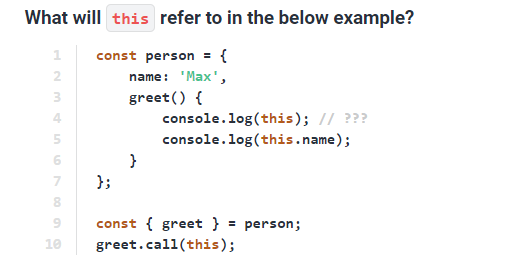 What will this refer to in the below example?
1 const person = {
2     name: 'Max',
3     greet() {
4         console.log(this); // ???
5         console.log(this.name);
6     }
7 };
8
9 const { greet } = person;
10 greet.call(this);